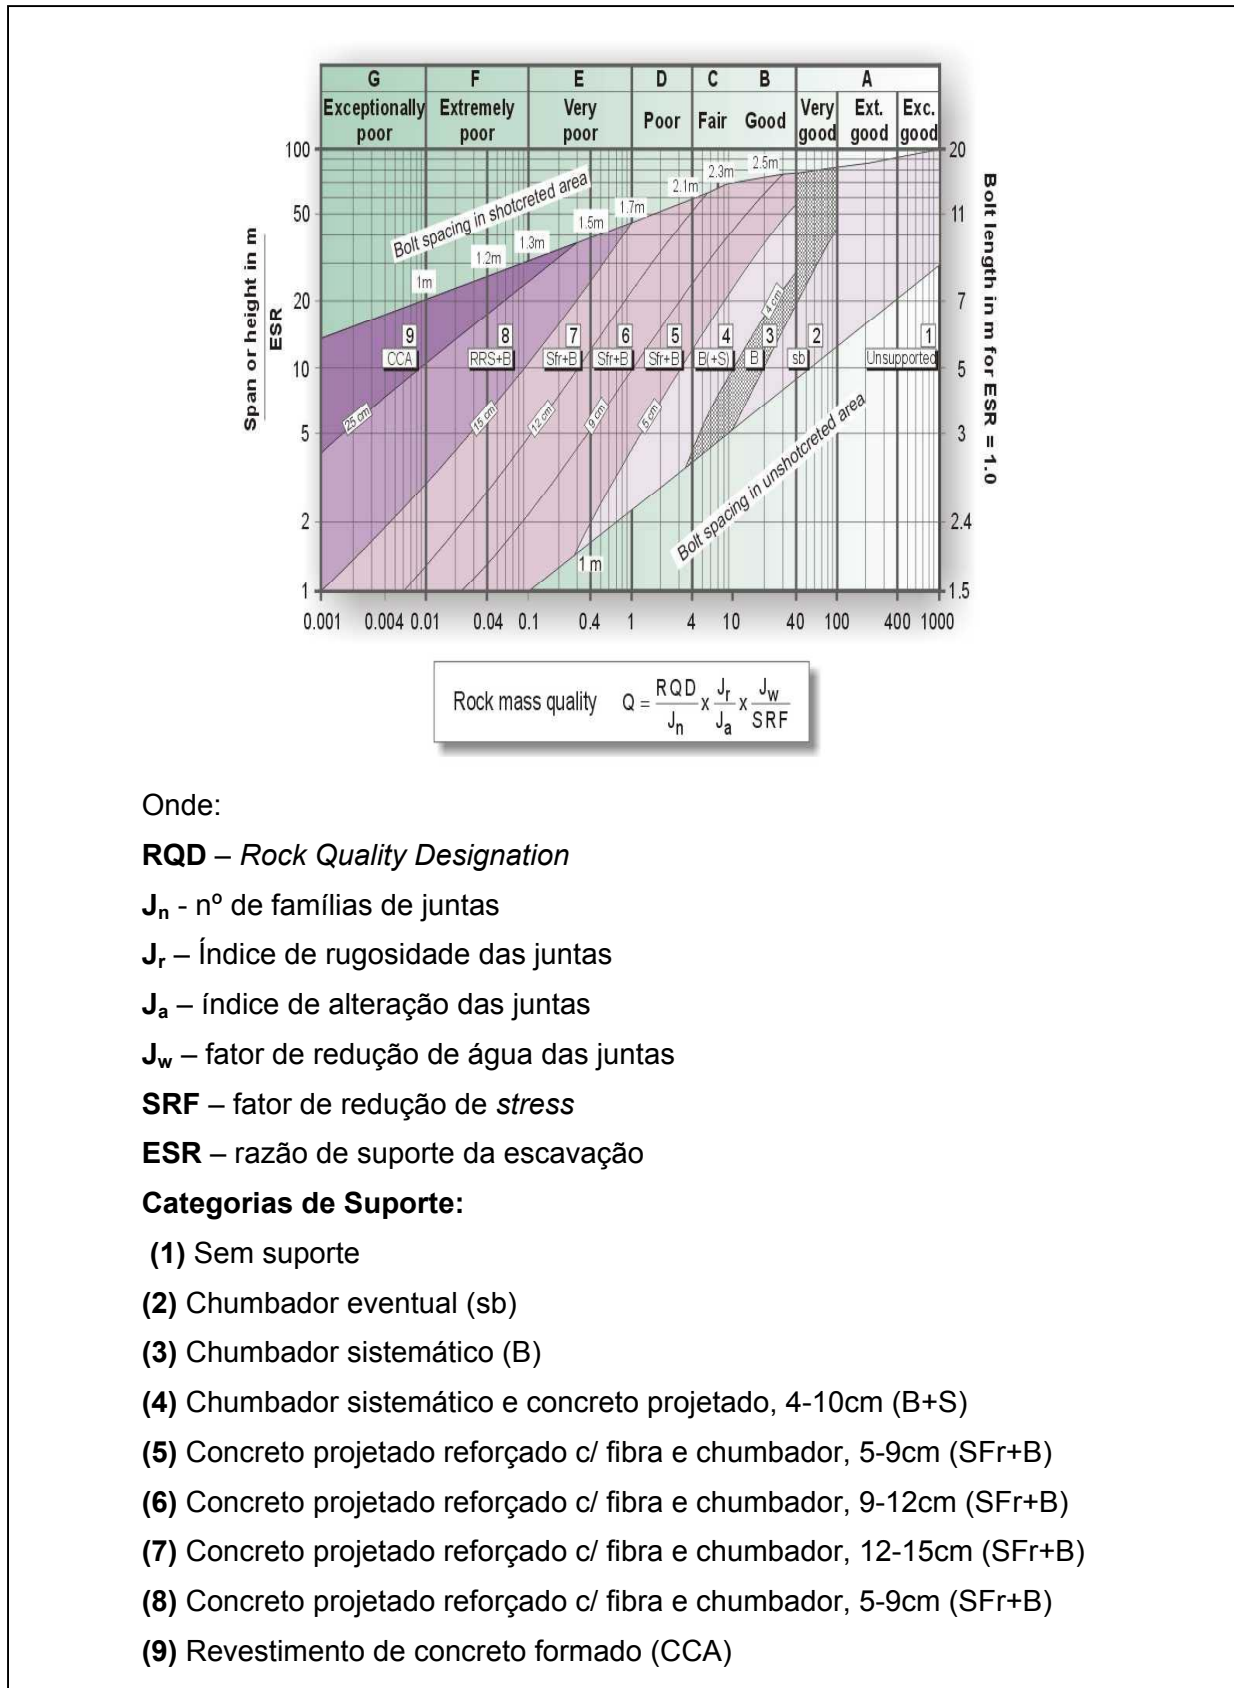 G F E D C B A
Exceptionally poor Extremely poor Very poor Poor Fair Good Very good Ext. good Exc. good
100 20
2.5m
2.3m
2.1m
Bolt spacing in shotcreted area
50 1.7m 11
1.5m
1.3m
1.2m
1m
Span or height in m
ESR
Bolt length in m for ESR = 1.0
20 7
4 cm
9 8 7 6 5 4 3 2 1
CCA RRS+B Sfr+B Sfr+B Sfr+B B(+S) B sb Unsupported
10 5
25 cm 15 cm 12 cm 9 cm 5 cm
5 3
Bolt spacing in unshotcreted area
2 2.4
1 m
1 1.5
0.001 0.004 0.01 0.04 0.1 0.4 1 4 10 40 100 400 1000
Rock mass quality Q = RQD/Jn x Jr/Ja x Jw/SRF
Onde:
RQD – Rock Quality Designation
Jn - nº de famílias de juntas
Jr – Índice de rugosidade das juntas
Ja – índice de alteração das juntas
Jw – fator de redução de água das juntas
SRF – fator de redução de stress
ESR – razão de suporte da escavação
Categorias de Suporte:
(1) Sem suporte
(2) Chumbador eventual (sb)
(3) Chumbador sistemático (B)
(4) Chumbador sistemático e concreto projetado, 4-10cm (B+S)
(5) Concreto projetado reforçado c/ fibra e chumbador, 5-9cm (SFr+B)
(6) Concreto projetado reforçado c/ fibra e chumbador, 9-12cm (SFr+B)
(7) Concreto projetado reforçado c/ fibra e chumbador, 12-15cm (SFr+B)
(8) Concreto projetado reforçado c/ fibra e chumbador, 5-9cm (SFr+B)
(9) Revestimento de concreto formado (CCA)